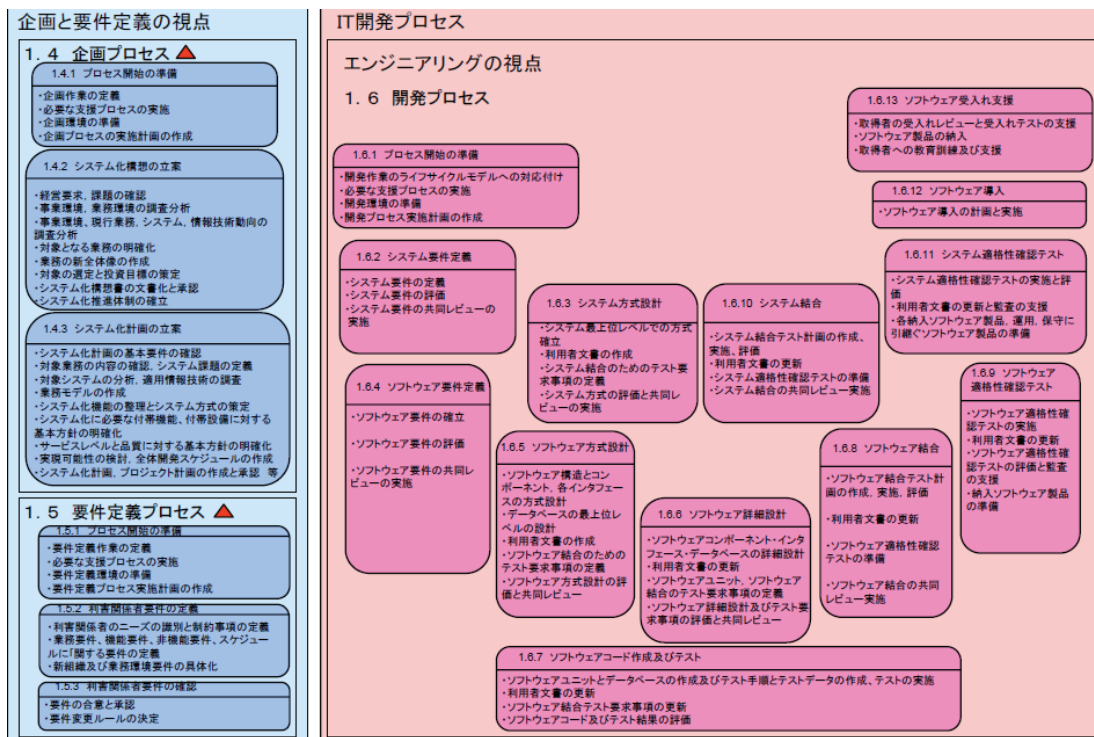 企画と要件定義の視点
1. 4 企画プロセス
1.4.1 プロセス開始の準備
・企画作業の定義
・必要な支援プロセスの実施
・企画環境の準備
・企画プロセスの実施計画の作成
1.4.2 システム化構想の立案
・経営要求, 課題の確認
・事業環境, 業務環境の調査分析
・事業環境、現行業務, システム, 情報技術動向の
調査分析
・対象となる業務の明確化
・業務の新全体像の作成
・対象の選定と投資目標の策定
・システム化構想書の文書化と承認
・システム化推進体制の確立
1.4.3 システム化計画の立案
・システム化計画の基本要件の確認
・対象業務の内容の確認, システム課題の定義
・対象システムの分析, 適用情報技術の調査
・業務モデルの作成
・システム化機能の整理とシステム方式の策定
・システム化に必要な付帯機能、付帯設備に対する
基本方針の明確化
・サービスレベルと品質に対する基本方針の明確化
・実現可能性の検討, 全体開発スケジュールの作成
・システム化計画, プロジェクト計画の作成と承認 等
1. 5 要件定義プロセス
1.5.1 プロセス開始の準備
・要件定義作業の定義
・必要な支援プロセスの実施
・要件定義環境の準備
・要件定義プロセス実施計画の作成
1.5.2 利害関係者要件の定義
・利害関係者のニーズの識別と制約事項の定義
・業務要件、機能要件、非機能要件、スケジュー
ルに「関する要件の定義
・新組織及び業務環境要件の具体化
1.5.3 利害関係者要件の確認
・要件の合意と承認
・要件変更ルールの決定
IT開発プロセス
エンジニアリングの視点
1. 6 開発プロセス
1.6.1 プロセス開始の準備
・開発作業のライフサイクルモデルへの対応付け
・必要な支援プロセスの実施
・開発環境の準備
・開発プロセス実施計画の作成
1.6.2 システム要件定義
・システム要件の定義
・システム要件の評価
・システム要件の共同レビューの
実施
1.6.3 システム方式設計
・システム最上位レベルでの方式
確立
・利用者文書の作成
・システム結合のためのテスト要
求事項の定義
・システム方式の評価と共同レ
ビューの実施
1.6.4 ソフトウェア要件定義
・ソフトウェア要件の確立
・ソフトウェア要件の評価
・ソフトウェア要件の共同レ
ビューの実施
1.6.5 ソフトウェア方式設計
・ソフトウェア構造とコン
ポーネント, 各インタフェー
スの方式設計
・データベースの最上位レ
ベルの設計
・利用者文書の作成
・ソフトウェア結合のための
テスト要求事項の定義
・ソフトウェア方式設計の評
価と共同レビュー
1.6.6 ソフトウェア詳細設計
・ソフトウェアコンポーネント・インタ
フェース・データベースの詳細設計
・利用者文書の更新
・ソフトウェアユニット, ソフトウェア
結合のテスト要求事項の定義
・ソフトウェア詳細設計及びテスト要
求事項の評価と共同レビュー
1.6.7 ソフトウェアコード作成及びテスト
・ソフトウェアユニットとデータベースの作成及びテスト手順とテストデータの作成、テストの実施
・利用者文書の更新
・ソフトウェア結合テスト要求事項の更新
・ソフトウェアコード及びテスト結果の評価
1.6.8 ソフトウェア結合
・ソフトウェア結合テスト計
画の作成, 実施, 評価
・利用者文書の更新
・ソフトウェア適格性確認
テストの準備
・ソフトウェア結合の共同
レビュー実施
1.6.9 ソフトウェア
適格性確認テスト
・ソフトウェア適格性確
認テストの実施
・利用者文書の更新
・ソフトウェア適格性確
認テストの評価と監査
の支援
・納入ソフトウェア製品
の準備
1.6.10 システム結合
・システム結合テスト計画の作成、
実施、評価
・利用者文書の更新
・システム適格性確認テストの準備
・システム結合の共同レビュー実施
1.6.11 システム適格性確認テスト
・システム適格性確認テストの実施と評
価
・利用者文書の更新と監査の支援
・各納入ソフトウェア製品, 運用, 保守に
引継ぐソフトウェア製品の準備
1.6.12 ソフトウェア導入
・ソフトウェア導入の計画と実施
1.6.13 ソフトウェア受入れ支援
・取得者の受入れレビューと受入れテストの支援
・ソフトウェア製品の納入
・取得者への教育訓練及び支援